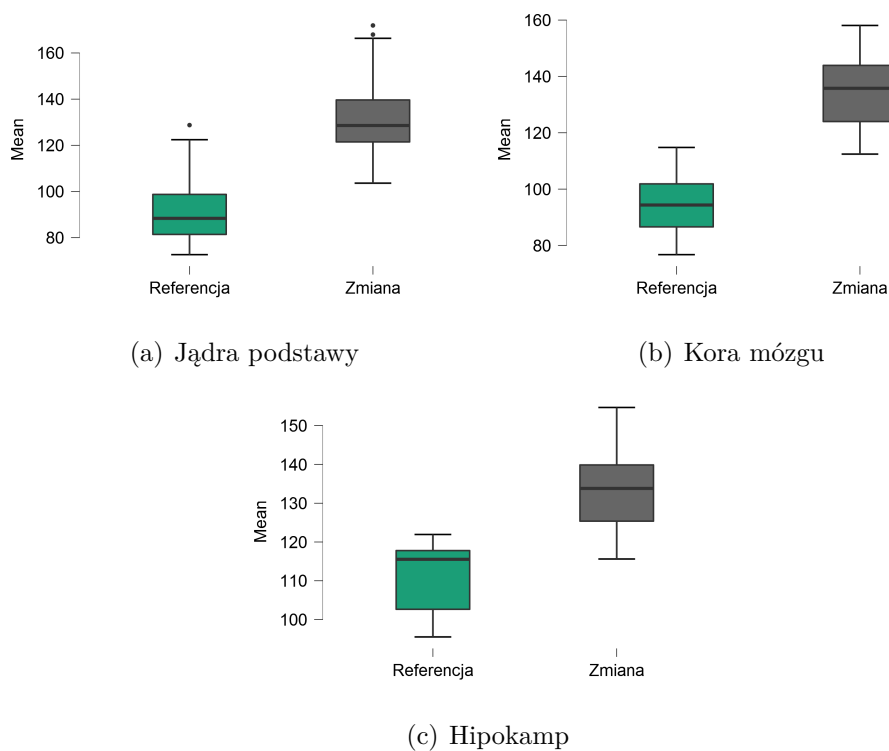 Mean
160
140
120
100
80
Referencja
Zmiana
(a) Jądra podstawy
Mean
160
140
120
100
80
Referencja
Zmiana
(b) Kora mózgu
Mean
150
140
130
120
110
100
Referencja
Zmiana
(c) Hipokamp